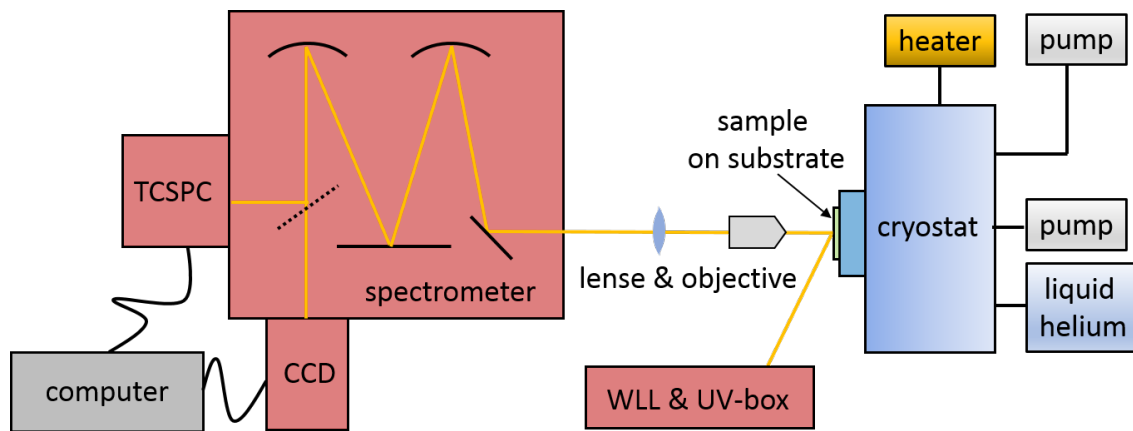 heater
pump
sample
on substrate
TCSPC
cryostat
pump
spectrometer
lense & objective
liquid
helium
computer
CCD
WLL & UV-box